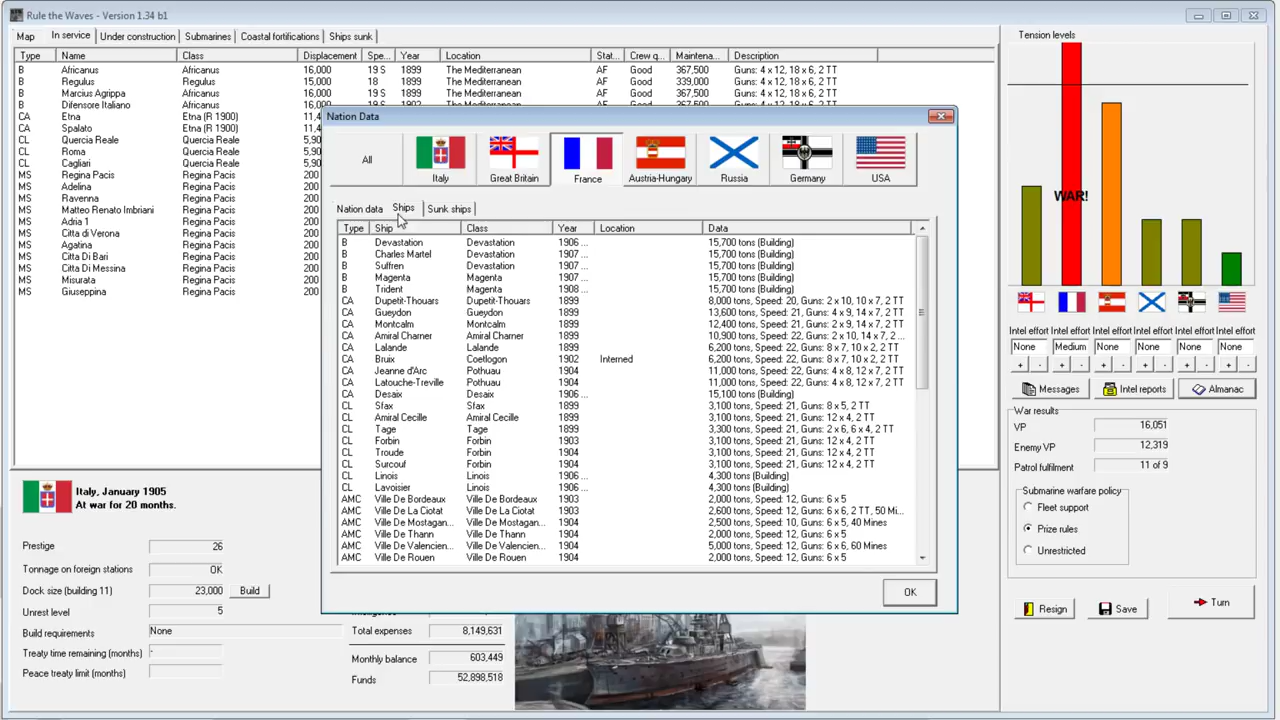 Rule the Waves - Version 1.34 b1
Map In service Under construction Submarines Coastal fortifications Ships sunk
Type Name Class Displacement Spe... Year Location Stat... Crew q... Maintena... Description
B Africanus Africanus 16,000 19 S 1899 The Mediterranean AF Good 367,500 Guns: 4 x 12, 18 x 6, 2 TT
B Regulus Regulus 15,000 18 1899 The Mediterranean AF Good 339,000 Guns: 4 x 12, 18 x 6, 2 TT
B Marcius Agrippa Africanus 16,000 19 S 1899 The Mediterranean AF Good 367,500 Guns: 4 x 12, 18 x 6, 2 TT
B Difensore Italiano Africanus 16,000 19 S 1902 The Mediterranean AF Good 367,500 Guns: 4 x 12, 18 x 6, 2 TT
CA Etna Etna (R 1900) 11,4
CA Spalato Etna (R 1900) 11,4
CL Quercia Reale Quercia Reale 5,90
CL Roma Quercia Reale 5,90
CL Cagliari Quercia Reale 5,90
MS Regina Pacis Regina Pacis 200
MS Adelina Regina Pacis 200
MS Ravenna Regina Pacis 200
MS Matteo Renato Imbriani Regina Pacis 200
MS Adria 1 Regina Pacis 200
MS Citta di Verona Regina Pacis 200
MS Agatina Regina Pacis 200
MS Citta Di Bari Regina Pacis 200
MS Citta Di Messina Regina Pacis 200
MS Misurata Regina Pacis 200
MS Giuseppina Regina Pacis 200
Nation Data
All Italy Great Britain France Austria-Hungary Russia Germany USA
Nation data Ships Sunk ships
Type Ship Class Year Location Data
B Devastation Devastation 1906 ... 15,700 tons (Building)
B Charles Martel Devastation 1907 ... 15,700 tons (Building)
B Suffren Devastation 1907 ... 15,700 tons (Building)
B Magenta Magenta 1907 ... 15,700 tons (Building)
B Trident Magenta 1908 ... 15,700 tons (Building)
CA Dupetit-Thouars Dupetit-Thouars 1899 8,000 tons, Speed: 20, Guns: 2 x 10, 10 x 7, 2 TT
CA Gueydon Gueydon 1899 13,600 tons, Speed: 21, Guns: 4 x 9, 14 x 7, 2 TT
CA Montcalm Montcalm 1899 12,400 tons, Speed: 21, Guns: 2 x 9, 14 x 7, 2 TT
CA Amiral Charner Amiral Charner 1899 10,900 tons, Speed: 22, Guns: 2 x 10, 14 x 7, 2 ...
CA Lalande Lalande 1899 6,200 tons, Speed: 22, Guns: 8 x 7, 10 x 2, 2 TT
CA Bruix Coetlogon 1902 Interned 6,200 tons, Speed: 22, Guns: 8 x 7, 10 x 2, 2 TT
CA Jeanne d'Arc Pothuau 1904 11,000 tons, Speed: 22, Guns: 4 x 8, 12 x 7, 2 TT
CA Latouche-Treville Pothuau 1904 11,000 tons, Speed: 22, Guns: 4 x 8, 12 x 7, 2 TT
CA Desaix Desaix 1906 ... 15,100 tons (Building)
CL Sfax Sfax 1899 3,100 tons, Speed: 21, Guns: 8 x 5, 2 TT
CL Amiral Cecille Amiral Cecille 1899 3,100 tons, Speed: 21, Guns: 12 x 4, 2 TT
CL Tage Tage 1899 3,300 tons, Speed: 21, Guns: 2 x 6, 6 x 4, 2 TT
CL Forbin Forbin 1903 3,100 tons, Speed: 21, Guns: 12 x 4, 2 TT
CL Troude Forbin 1904 3,100 tons, Speed: 21, Guns: 12 x 4, 2 TT
CL Surcouf Forbin 1904 3,100 tons, Speed: 21, Guns: 12 x 4, 2 TT
CL Linois Linois 1906 ... 4,300 tons (Building)
CL Lavoisier Linois 1906 ... 4,300 tons (Building)
AMC Ville De Bordeaux Ville De Bordeaux 1903 2,000 tons, Speed: 12, Guns: 6 x 5
AMC Ville De La Ciotat Ville De La Ciotat 1903 2,600 tons, Speed: 12, Guns: 6 x 6, 2 TT, 50 Mi...
AMC Ville De Mostagan... Ville De Mostagan... 1904 2,500 tons, Speed: 10, Guns: 6 x 5, 40 Mines
AMC Ville De Thann Ville De Thann 1904 2,000 tons, Speed: 12, Guns: 6 x 5
AMC Ville De Valencien... Ville De Valencien... 1904 5,000 tons, Speed: 12, Guns: 6 x 6, 60 Mines
AMC Ville De Rouen Ville De Rouen 1904 2,000 tons, Speed: 12, Guns: 6 x 5
OK
Tension levels
WAR!
Intel effort Intel effort Intel effort Intel effort Intel effort Intel effort
None Medium None None None None
+ - + - + - + - + - + -
Messages Intel reports Almanac
War results
VP 16,051
Enemy VP 12,319
Patrol fulfilment 11 of 9
Submarine warfare policy
Fleet support
Prize rules
Unrestricted
Resign Save Turn
Italy, January 1905
At war for 20 months.
Prestige 26
Tonnage on foreign stations OK
Dock size (building 11) 23,000 Build
Unrest level 5
Build requirements None
Treaty time remaining (months) -
Peace treaty limit (months)
Total expenses 8,149,631
Monthly balance 603,449
Funds 52,898,518